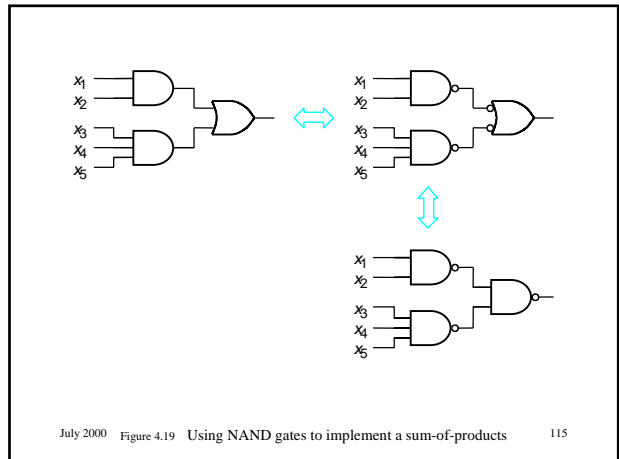 x1
x2
x3
x4
x5
x1
x2
x3
x4
x5
x1
x2
x3
x4
x5
July 2000 Figure 4.19 Using NAND gates to implement a sum-of-products 115